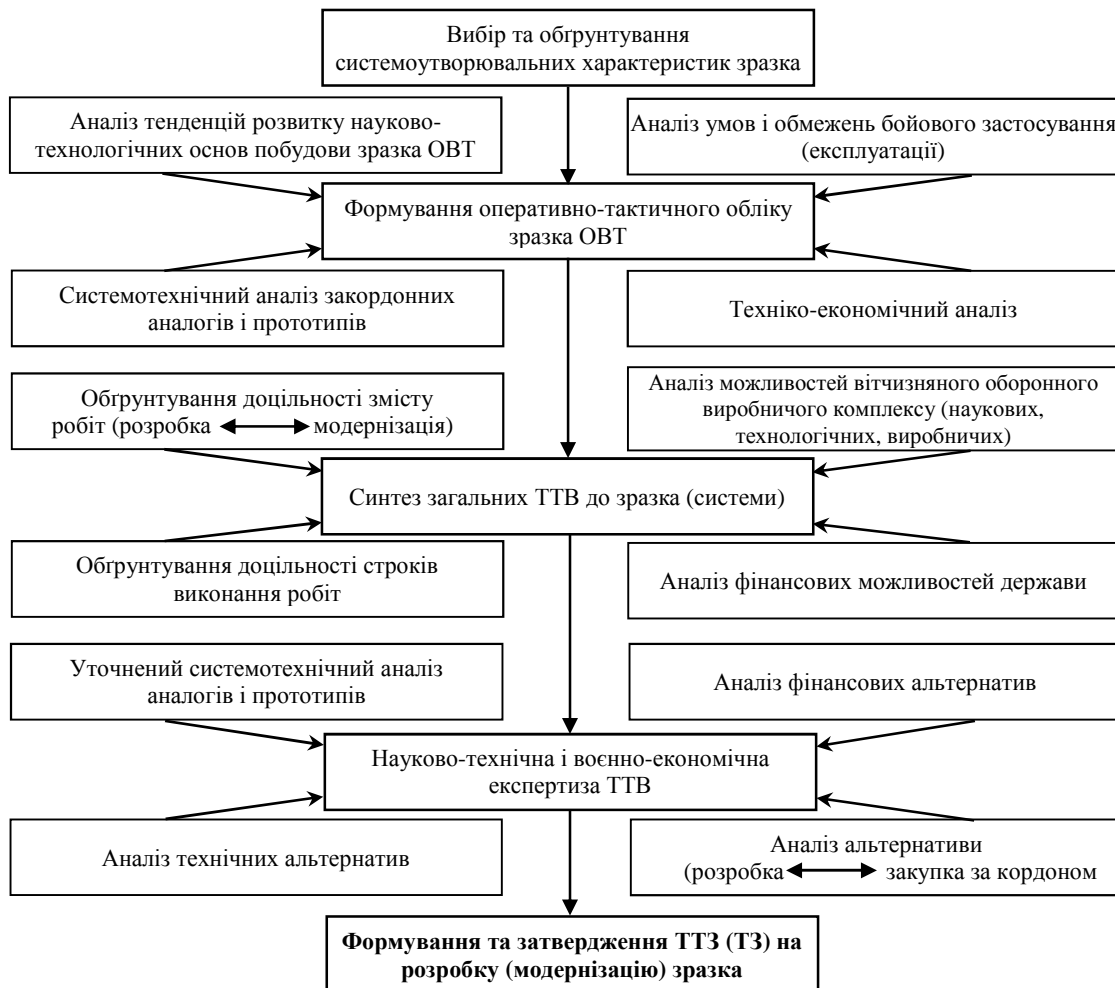 Вибір та обґрунтування
системоутворювальних характеристик зразка
Аналіз тенденцій розвитку науково-
технологічних основ побудови зразка ОВТ
Аналіз умов і обмежень бойового застосування
(експлуатації)
Формування оперативно-тактичного обліку
зразка ОВТ
Системотехнічний аналіз закордонних
аналогів і прототипів
Техніко-економічний аналіз
Обґрунтування доцільності змісту
робіт (розробка модернізація)
Аналіз можливостей вітчизняного оборонного
виробничого комплексу (наукових,
технологічних, виробничих)
Синтез загальних ТТВ до зразка (системи)
Обґрунтування доцільності строків
виконання робіт
Аналіз фінансових можливостей держави
Уточнений системотехнічний аналіз
аналогів і прототипів
Аналіз фінансових альтернатив
Науково-технічна і воєнно-економічна
експертиза ТТВ
Аналіз технічних альтернатив
Аналіз альтернативи
(розробка закупка за кордоном
Формування та затвердження ТТЗ (ТЗ) на
розробку (модернізацію) зразка